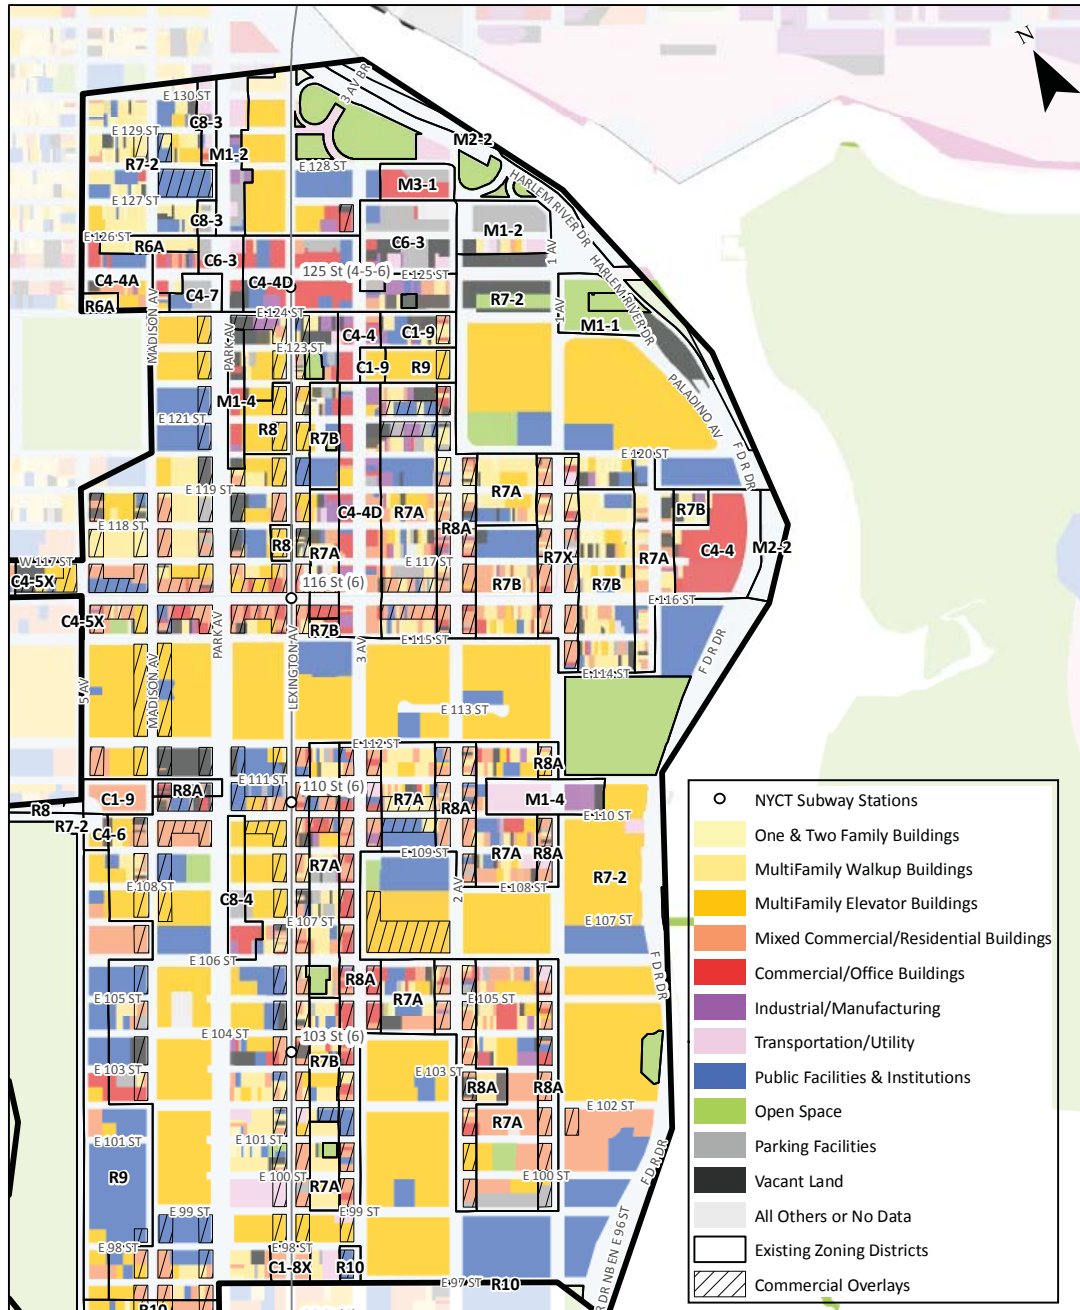 N
E 130 ST
3 AV BR
C8-3
E 129 ST
M2-2
R7-2
M1-2
E 128 ST
HARLEM RIVER DR
M3-1
E 127 ST
C8-3
M1-2
E 126 ST
R6A
C6-3
C6-3
1 AV
HARLEM RIVER DR
125 St (4-5-6)
E 125 ST
C4-4A
C4-7
C4-4D
R7-2
R6A
E 124 ST
1 AV
M1-1
MADISON AV
PARK AV
E 123 ST
C4-4
C1-9
C1-9
R9
PALADINO AV
M1-4
E 121 ST
R8
R7B
E 120 ST
F D R DR
E 119 ST
R7A
R7B
E 118 ST
C4-4D
R7A
R8A
R8
R7A
E 117 ST
R7X
R7A
C4-4
M2-2
W 117 ST
C4-5X
116 St (6)
R7B
R7B
E 116 ST
C4-5X
R7B
PARK AV
LEXINGTON AV
3 AV
E 115 ST
F D R DR
E 114 ST
5 AV
MADISON AV
E 113 ST
E 112 ST
R8A
E 111 ST
110 St (6)
R8A
C1-9
R7A
R8A
M1-4
R8
R7-2
C4-6
E 110 ST
E 109 ST
R7A
R7A
R8A
E 108 ST
2 AV
E 108 ST
R7-2
C8-4
E 107 ST
E 107 ST
E 106 ST
F D R DR
R8A
E 105 ST
R7A
E 105 ST
E 104 ST
103 St (6)
E 103 ST
R7B
E 103 ST
R8A
R8A
E 102 ST
R7A
E 101 ST
E 101 ST
F D R DR
R9
E 100 ST
R7A
E 100 ST
E 99 ST
E 99 ST
F DR DR NB EN E 96 ST
E 98 ST
E 98 ST
C1-8X
R10
E 97 ST
R10
R10
NYCT Subway Stations
One & Two Family Buildings
MultiFamily Walkup Buildings
MultiFamily Elevator Buildings
Mixed Commercial/Residential Buildings
Commercial/Office Buildings
Industrial/Manufacturing
Transportation/Utility
Public Facilities & Institutions
Open Space
Parking Facilities
Vacant Land
All Others or No Data
Existing Zoning Districts
Commercial Overlays